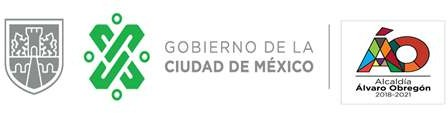 GOBIERNO DE LA
CIUDAD DE MÉXICO
ÁO
Alcaldía
Álvaro Obregón
2018-2021